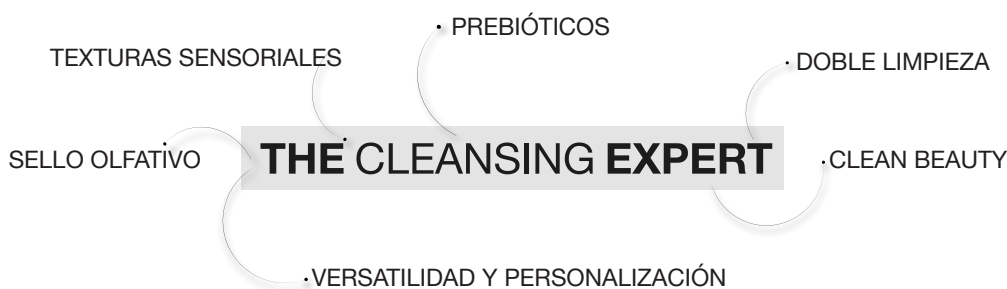 PREBIÓTICOS
TEXTURAS SENSORIALES
DOBLE LIMPIEZA
SELLO OLFATIVO
THE CLEANSING EXPERT
CLEAN BEAUTY
VERSATILIDAD Y PERSONALIZACIÓN